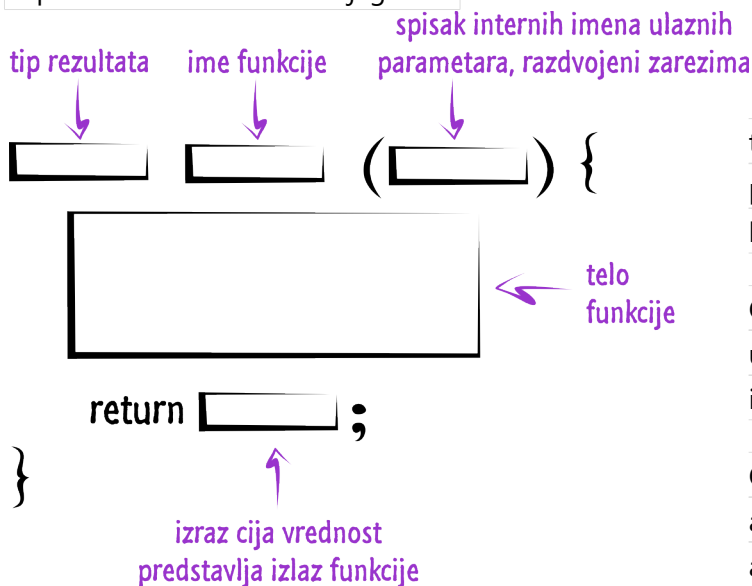 spisak internih imena ulaznih
tip rezultata ime funkcije parametara, razdvojeni zarezima
( ) {
telo
funkcije
return ;
}
izraz cija vrednost
predstavlja izlaz funkcije